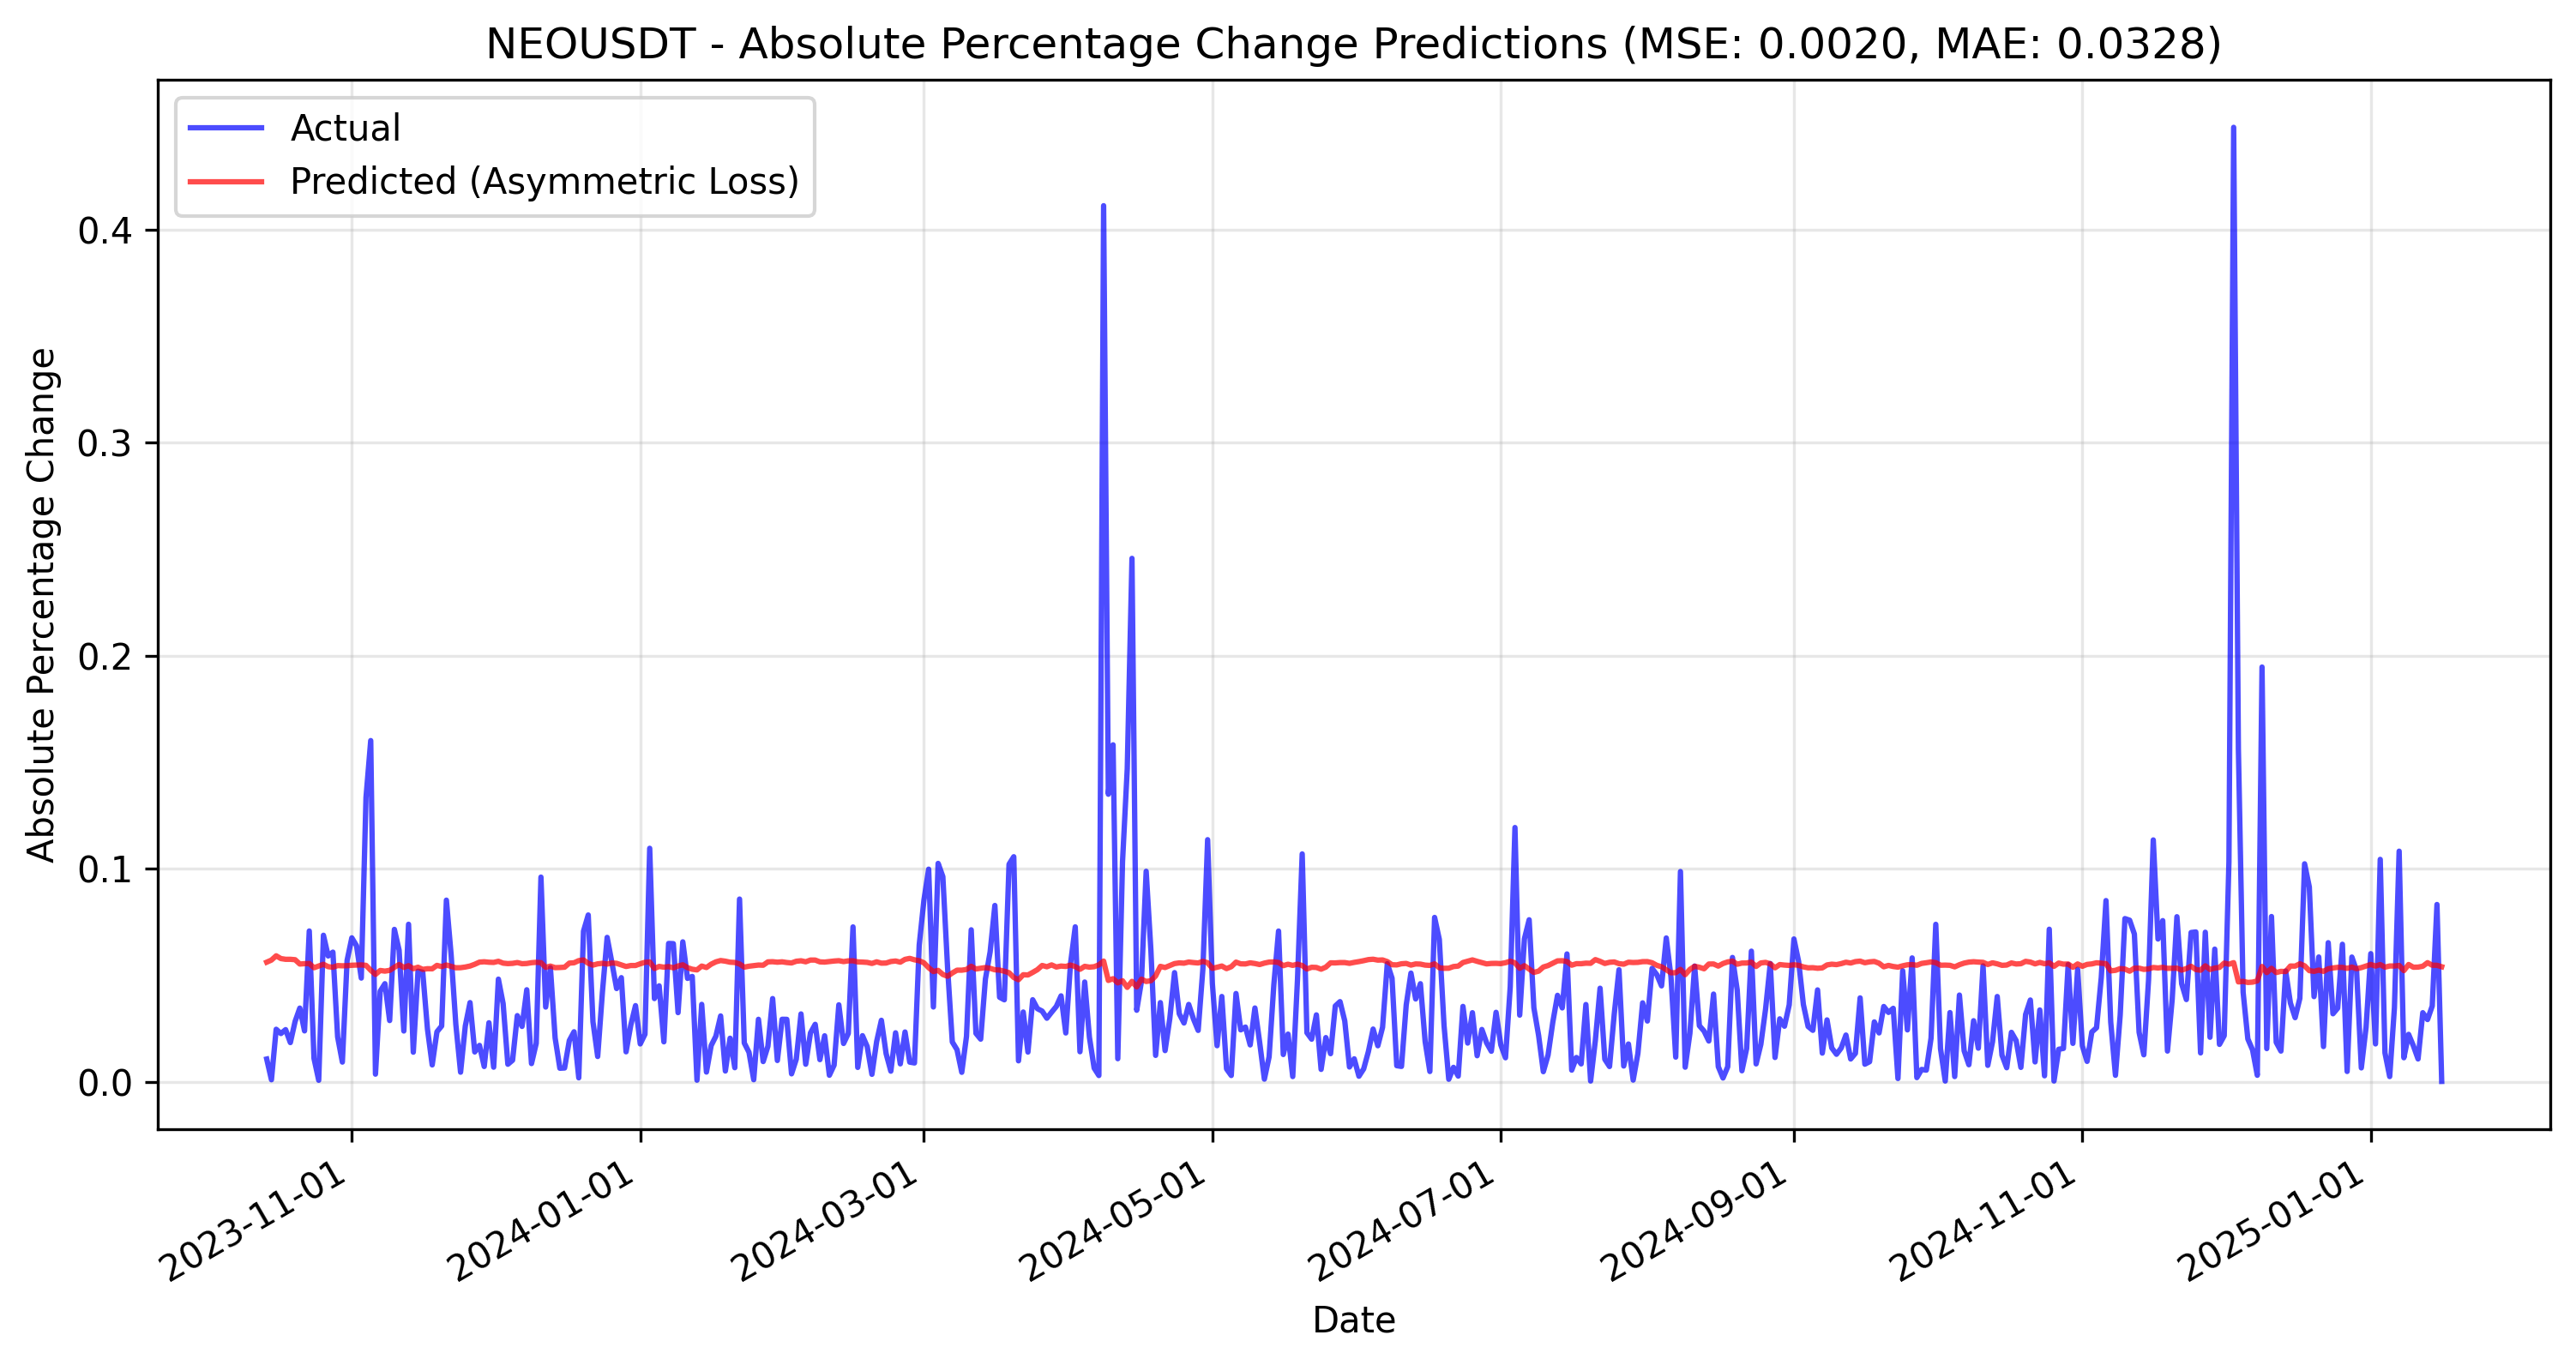 NEOUSDT - Absolute Percentage Change Predictions (MSE: 0.0020, MAE: 0.0328)
Actual
Predicted (Asymmetric Loss)
Absolute Percentage Change
0.4
0.3
0.2
0.1
0.0
2023-11-01
2024-01-01
2024-03-01
2024-05-01
2024-07-01
2024-09-01
2024-11-01
2025-01-01
Date